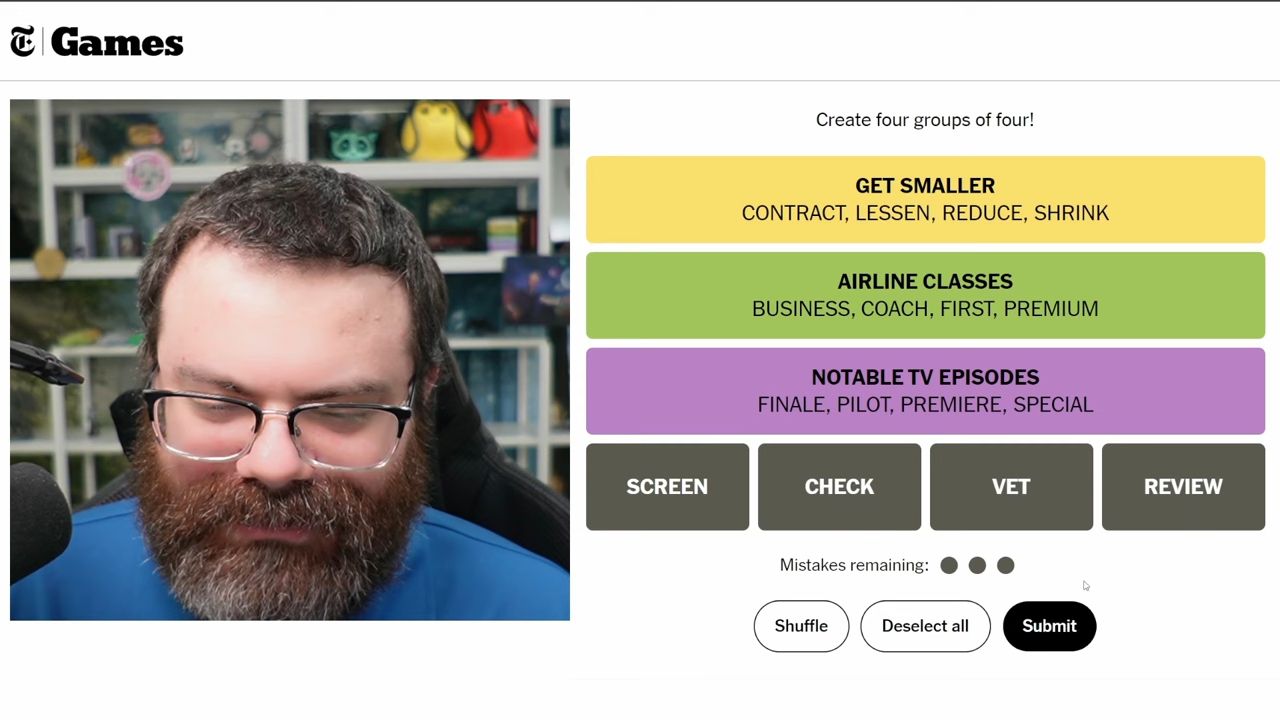 T Games
Create four groups of four!
GET SMALLER
CONTRACT, LESSEN, REDUCE, SHRINK
AIRLINE CLASSES
BUSINESS, COACH, FIRST, PREMIUM
NOTABLE TV EPISODES
FINALE, PILOT, PREMIERE, SPECIAL
SCREEN CHECK VET REVIEW
Mistakes remaining:
Shuffle Deselect all Submit